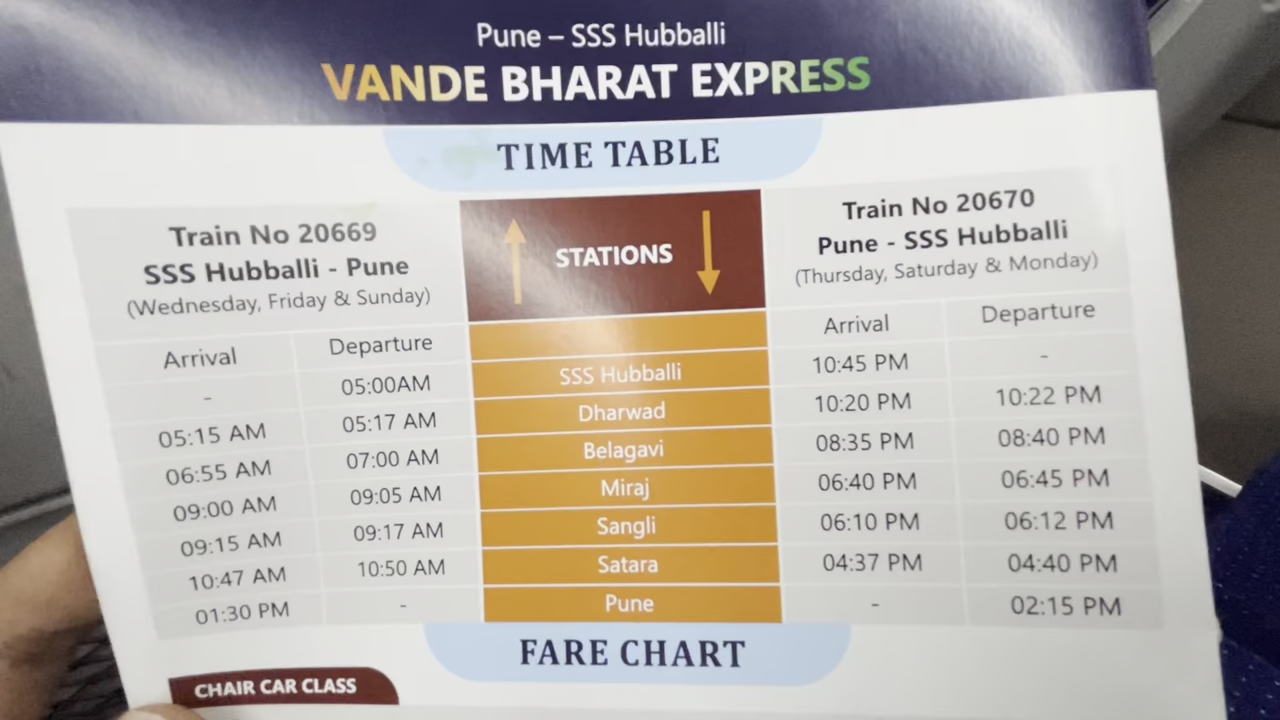 Pune – SSS Hubballi
VANDE BHARAT EXPRESS
TIME TABLE
Train No 20669
SSS Hubballi - Pune
(Wednesday, Friday & Sunday)
STATIONS
Train No 20670
Pune - SSS Hubballi
(Thursday, Saturday & Monday)
Arrival Departure Arrival Departure
- 05:00AM SSS Hubballi 10:45 PM -
05:15 AM 05:17 AM Dharwad 10:20 PM 10:22 PM
06:55 AM 07:00 AM Belagavi 08:35 PM 08:40 PM
09:00 AM 09:05 AM Miraj 06:40 PM 06:45 PM
09:15 AM 09:17 AM Sangli 06:10 PM 06:12 PM
10:47 AM 10:50 AM Satara 04:37 PM 04:40 PM
01:30 PM - Pune - 02:15 PM
FARE CHART
CHAIR CAR CLASS